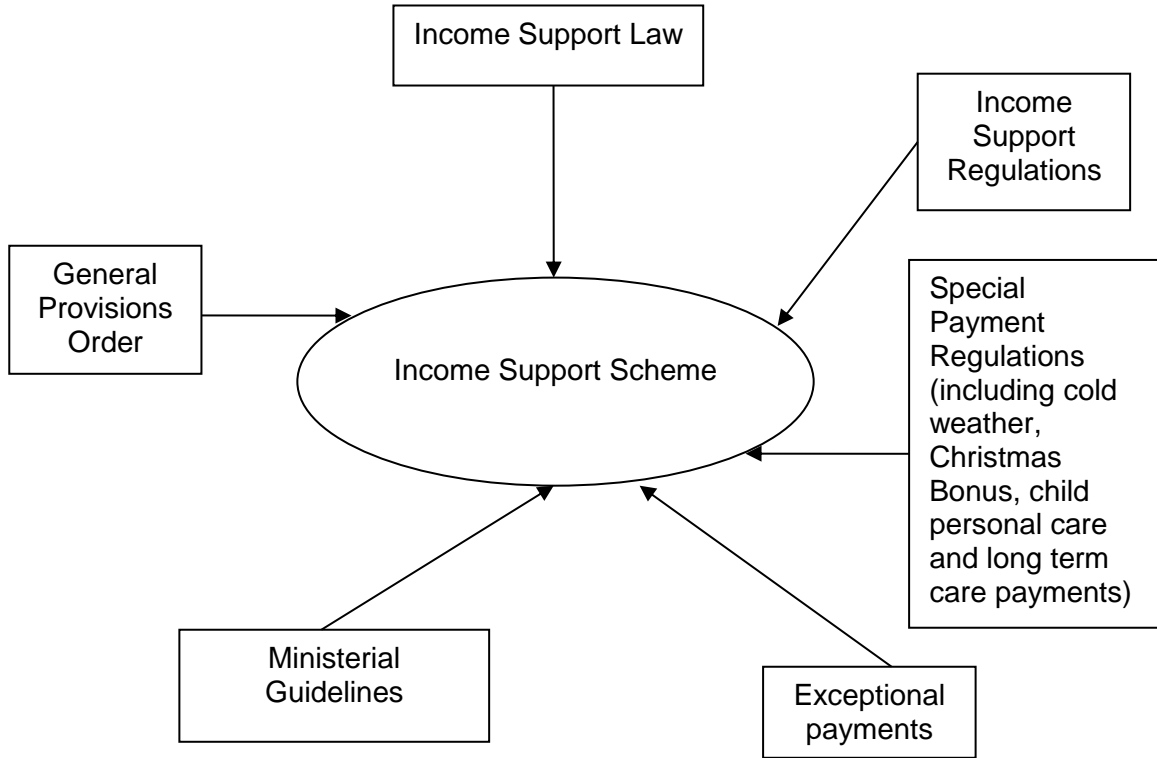 Income Support Law
Income
Support
Regulations
General
Provisions
Order
Special
Payment
Regulations
(including cold
weather,
Christmas
Bonus, child
personal care
and long term
care payments)
Income Support Scheme
Ministerial
Guidelines
Exceptional
payments